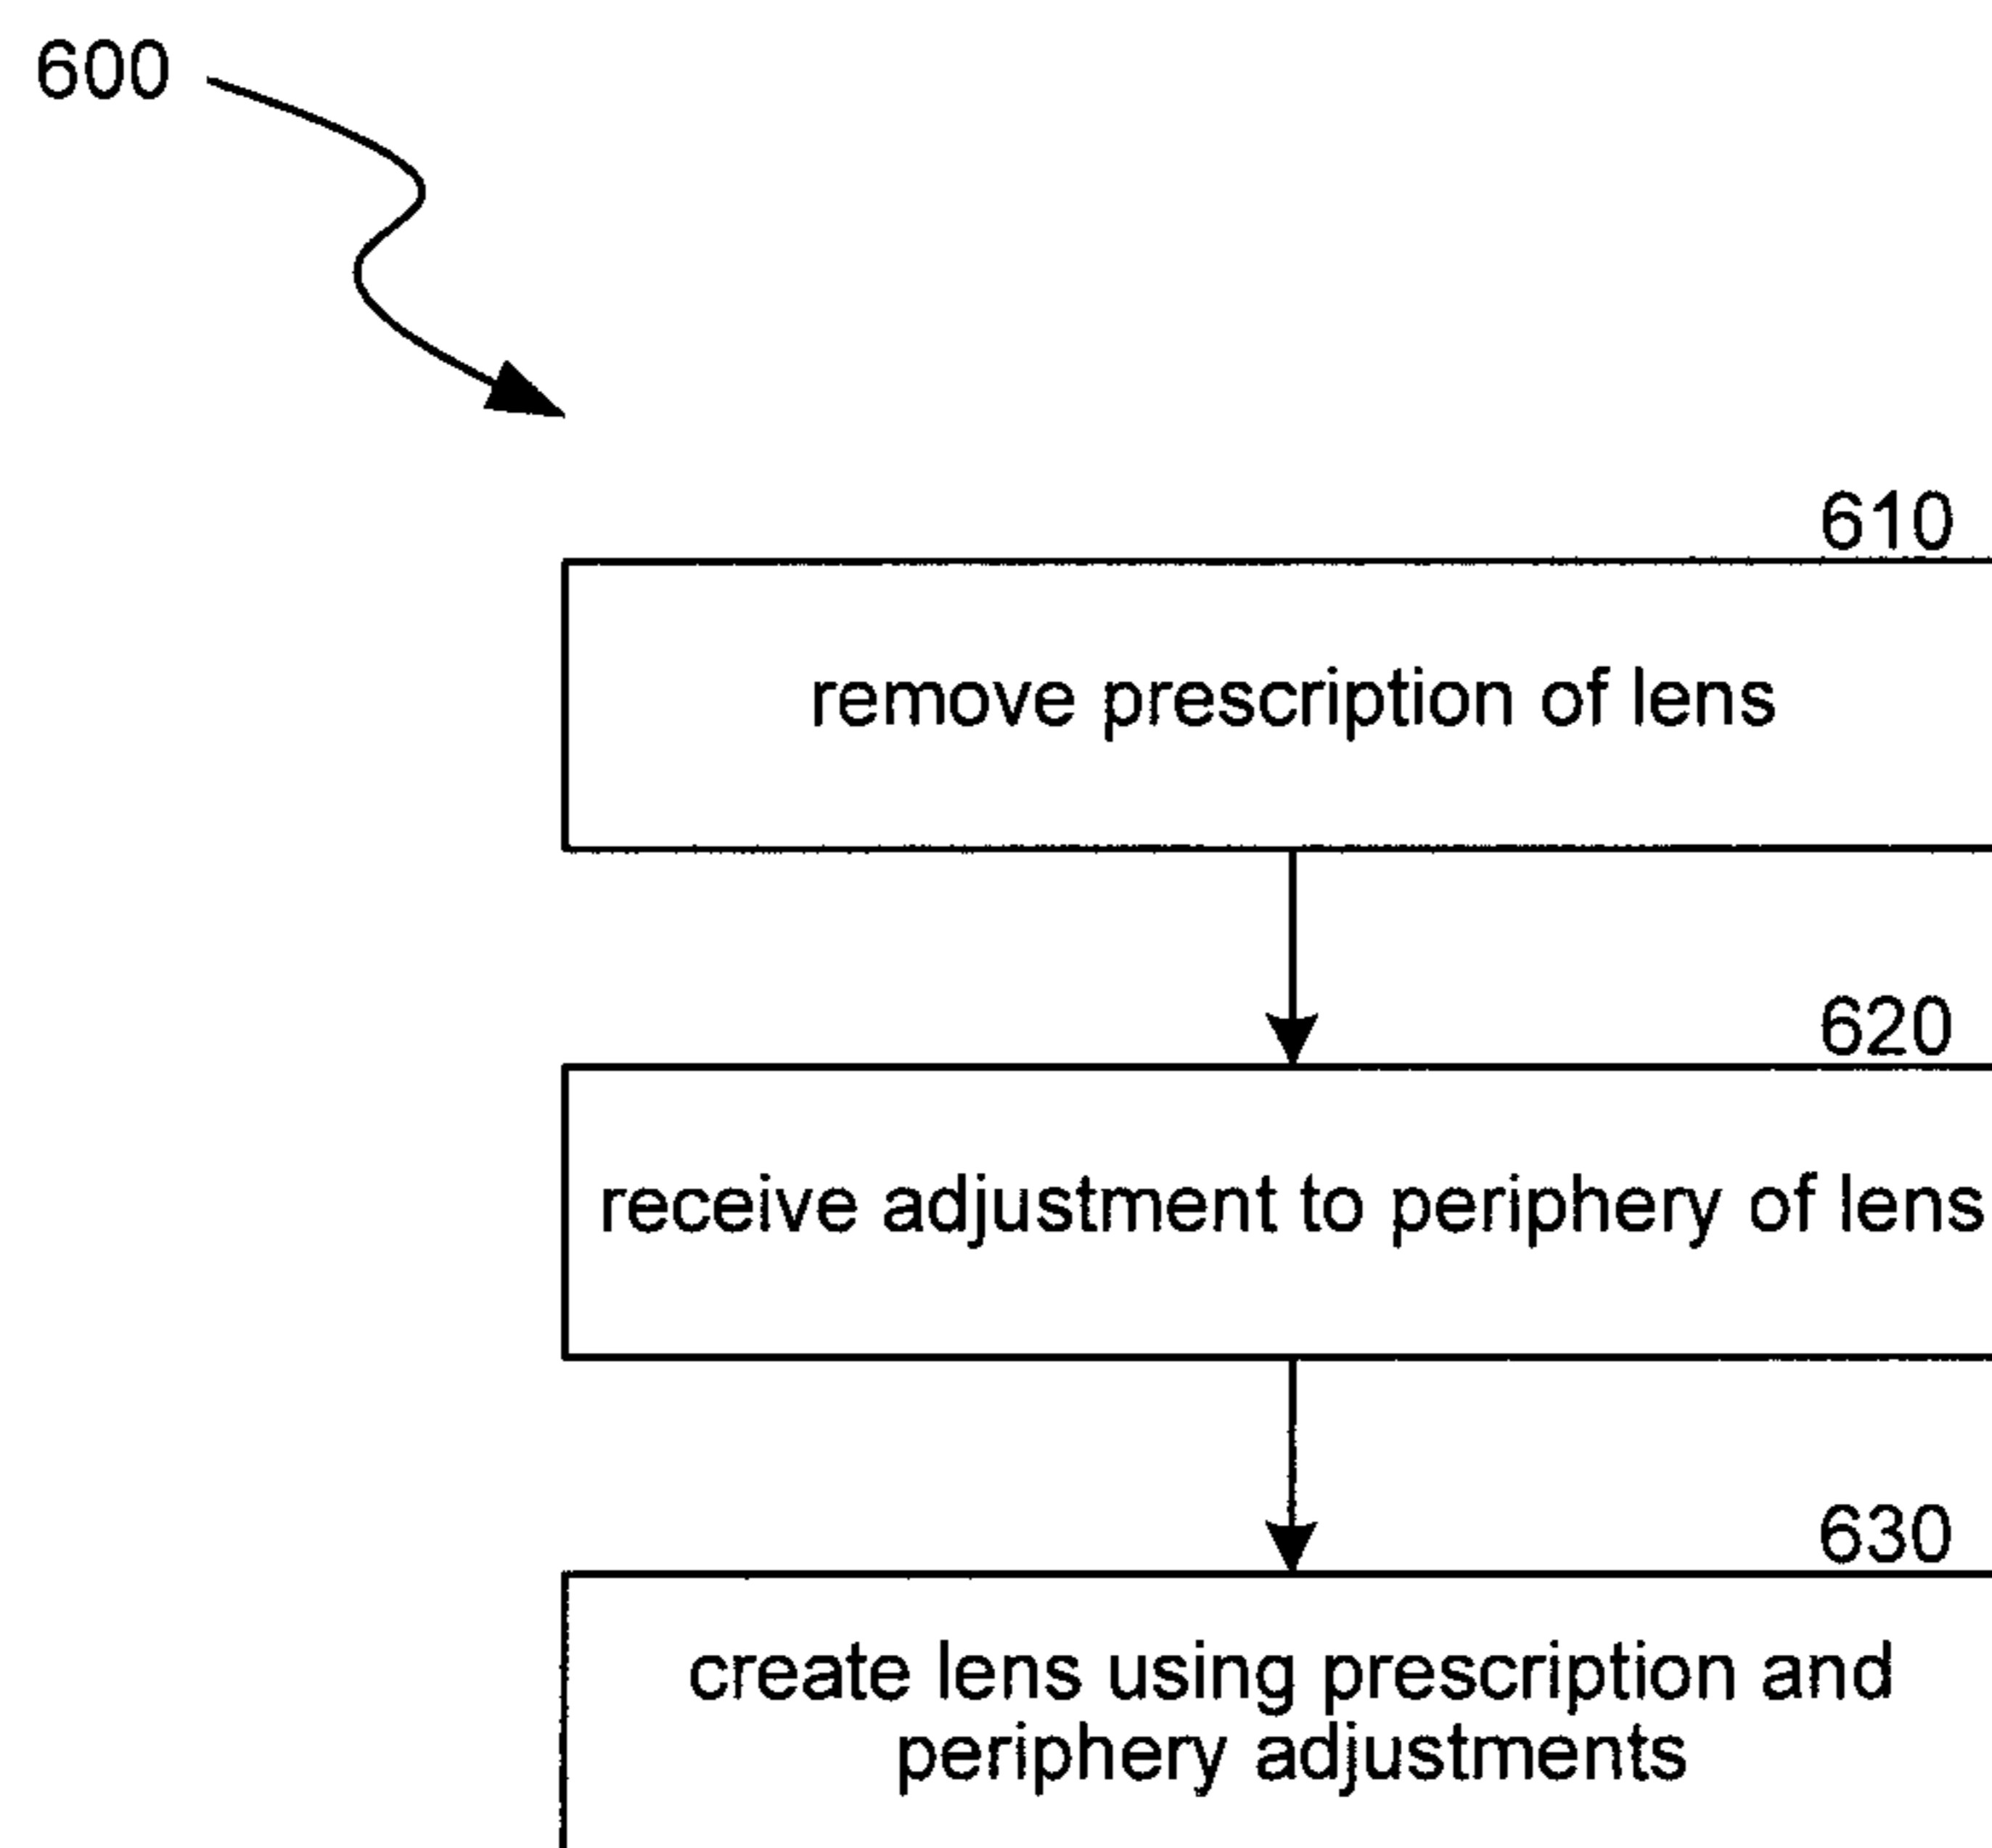 600
610
remove prescription of lens
620
receive adjustment to periphery of lens
630
create lens using prescription and
periphery adjustments